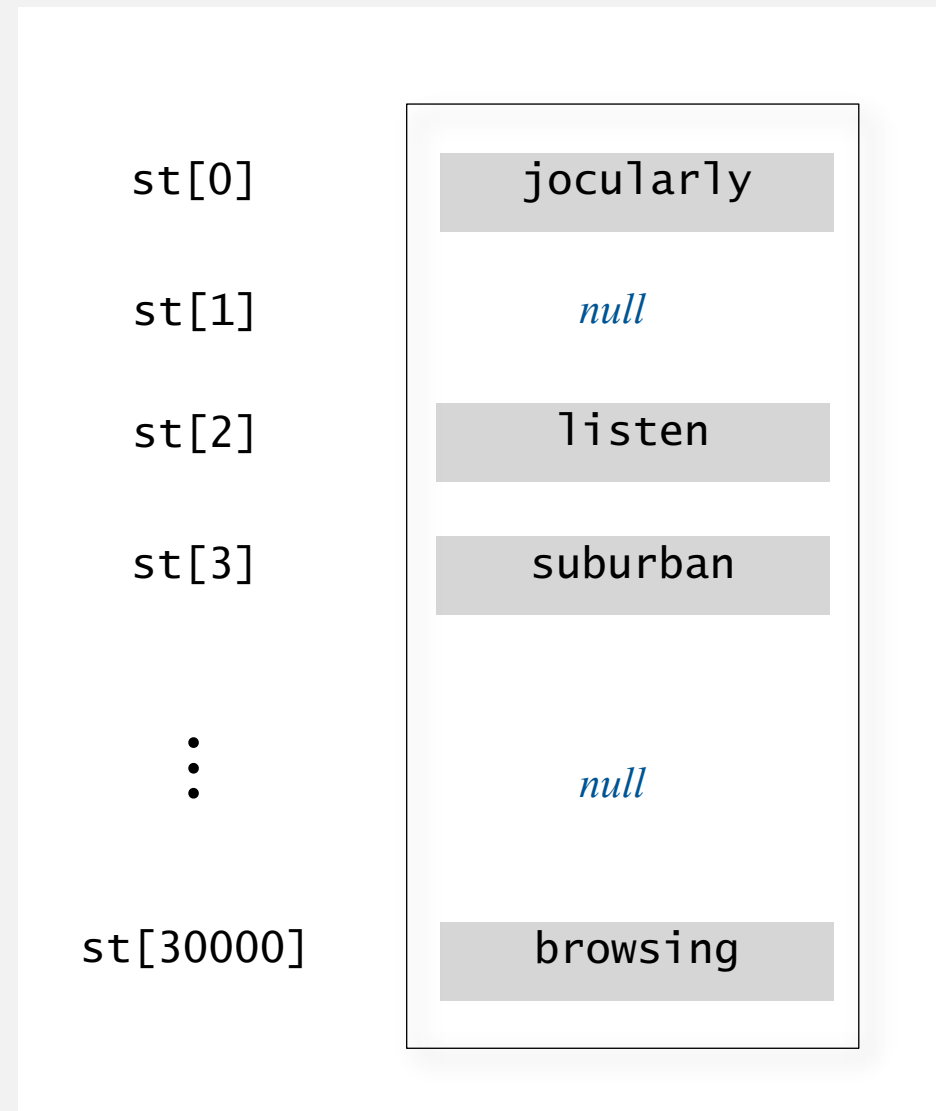 st[0] jocularly
st[1] null
st[2] listen
st[3] suburban
⋮ null
st[30000] browsing